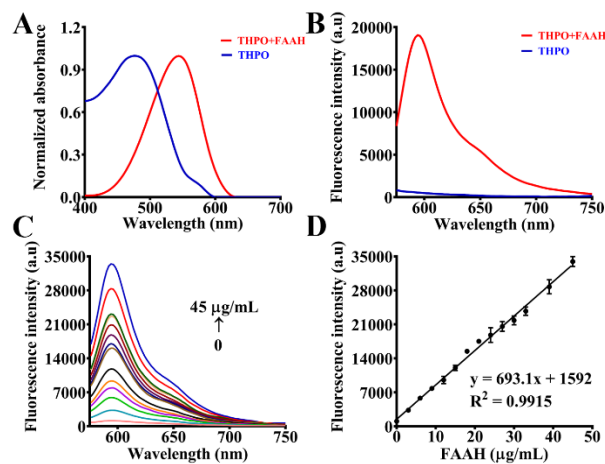 A
THPO+FAAH
THPO
Normalized absorbance
1.2
0.9
0.6
0.3
0.0
400 500 600 700
Wavelength (nm)
B
THPO+FAAH
THPO
Fluorescence intensity (a.u)
20000
15000
10000
5000
0
600 650 700 750
Wavelength (nm)
C
Fluorescence intensity (a.u)
35000
28000
21000
14000
7000
0
45 µg/mL
↑
0
600 650 700 750
Wavelength (nm)
D
Fluorescence intensity (a.u)
35000
28000
21000
14000
7000
0
y = 693.1x + 1592
R² = 0.9915
0 10 20 30 40 50
FAAH (µg/mL)